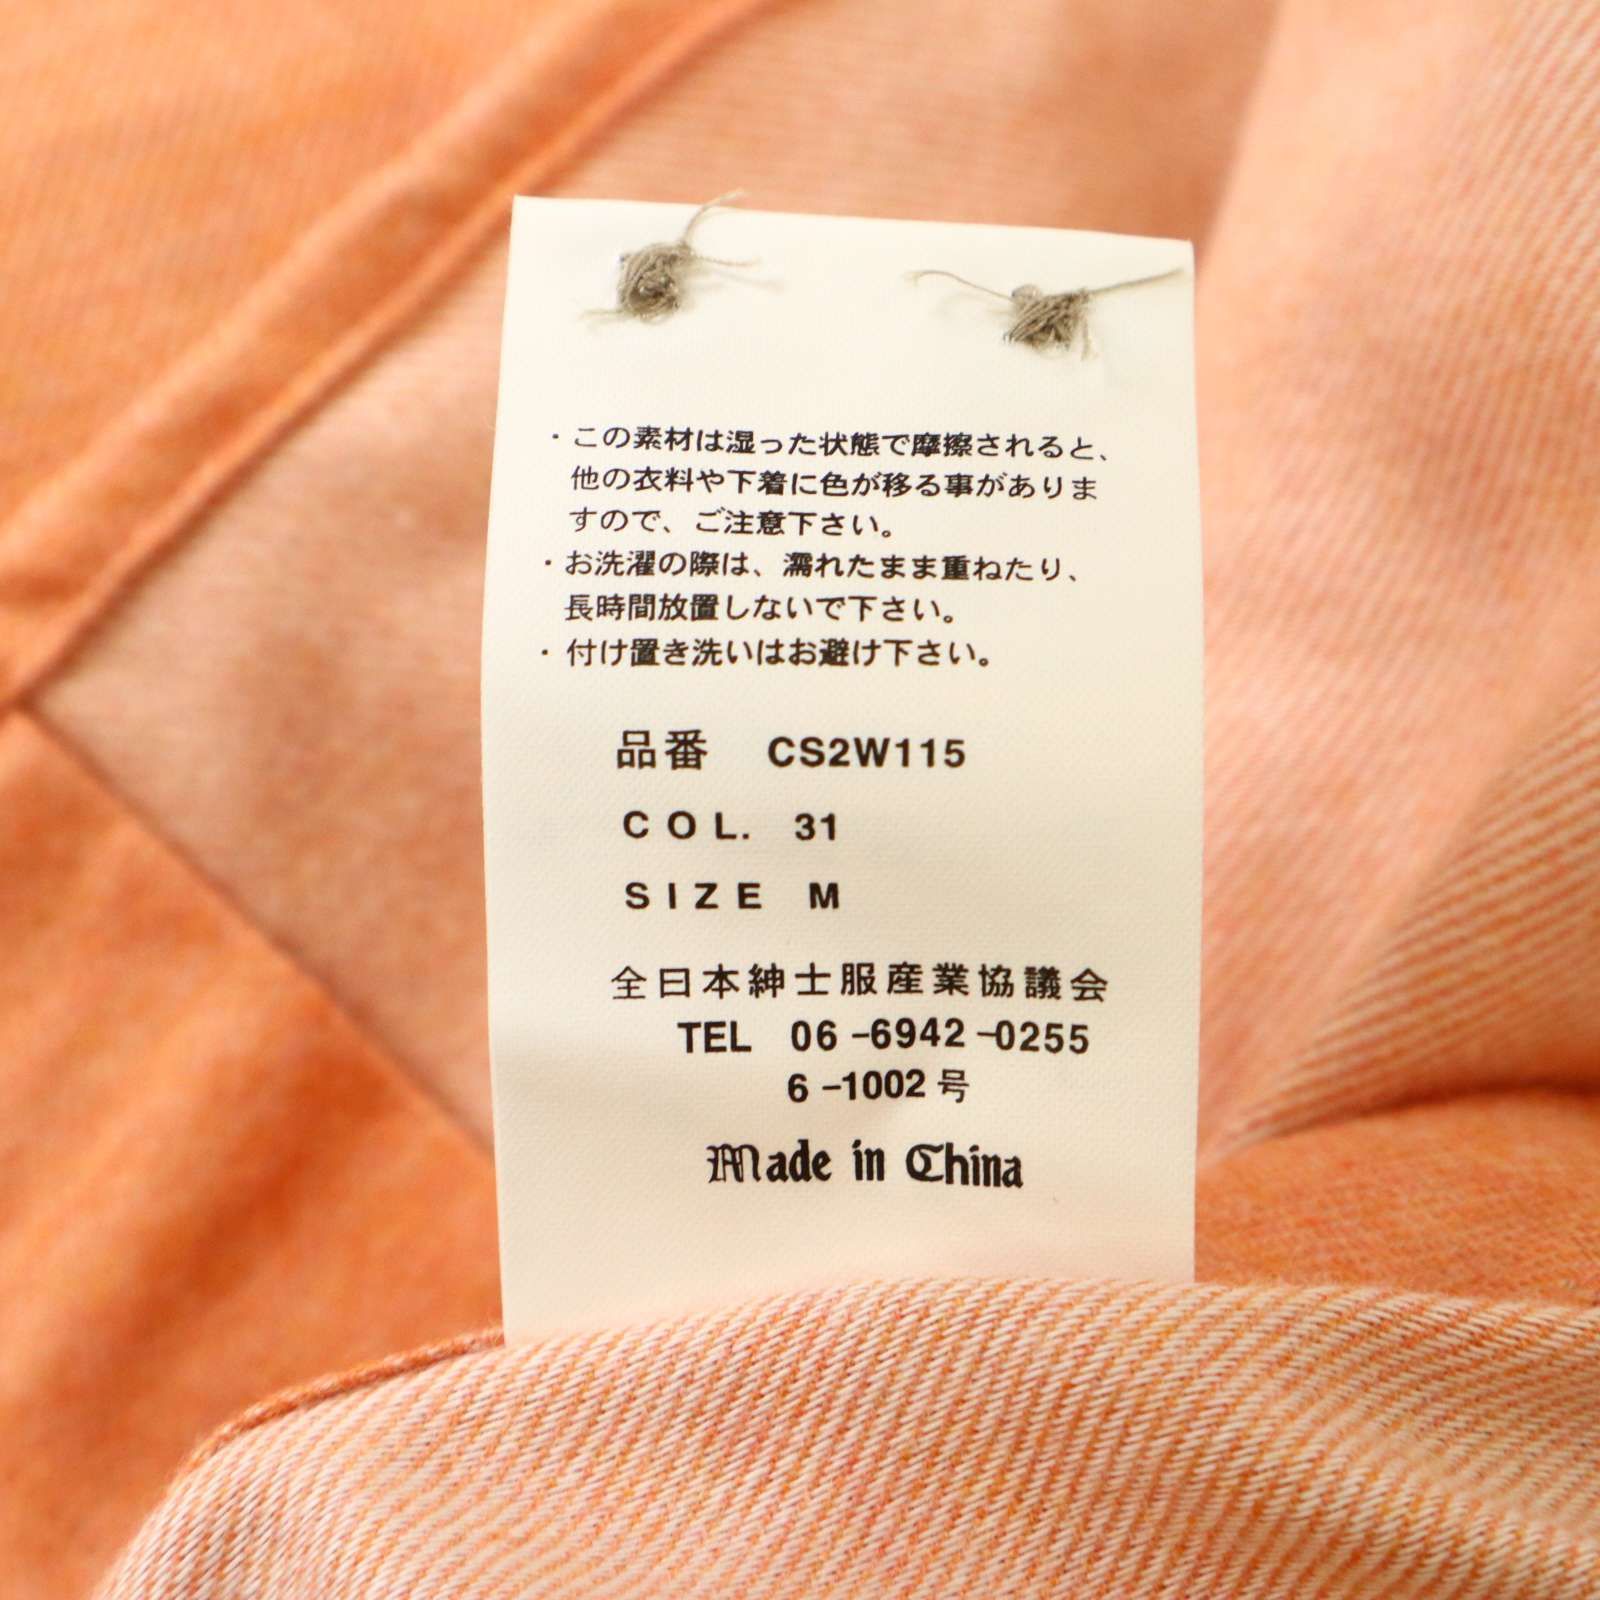 ・この素材は湿った状態で摩擦されると、
他の衣料や下着に色が移る事がありま
すので、ご注意下さい。
・お洗濯の際は、濡れたまま重ねたり、
長時間放置しないで下さい。
・付け置き洗いはお避け下さい。
品番 CS2W115
COL. 31
SIZE M
全日本紳士服産業協議会
TEL 06-6942-0255
6-1002号
Made in China